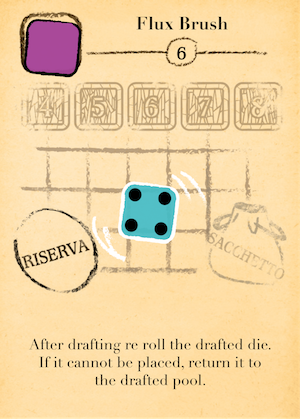 Flux Brush
6
4 5 6 7 8
RISERVA
SACCHETTO
After drafting re roll the drafted die.
If it cannot be placed, return it to
the drafted pool.